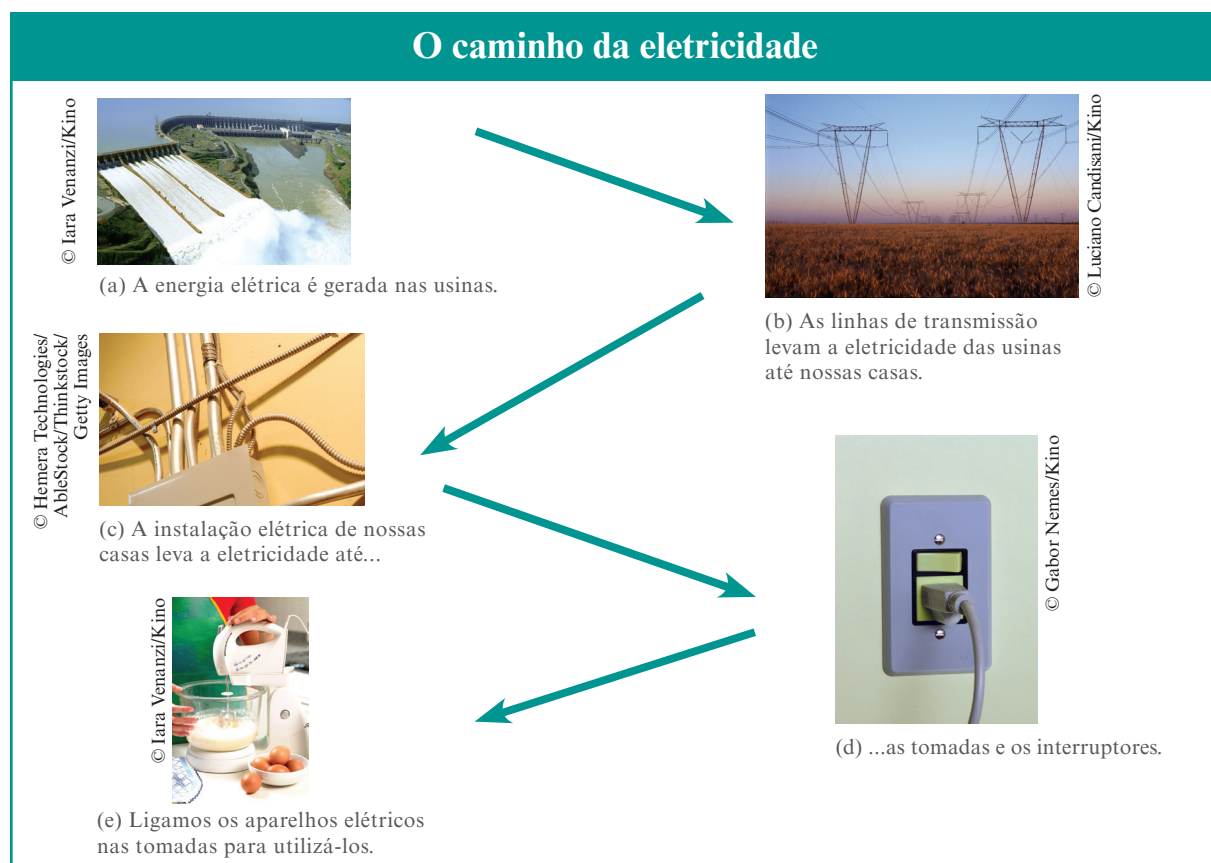 O caminho da eletricidade
© Iara Venanzi/Kino
(a) A energia elétrica é gerada nas usinas.
© Luciano Candisani/Kino
(b) As linhas de transmissão
levam a eletricidade das usinas
até nossas casas.
© Hemera Technologies/
AbleStock/Thinkstock/
Getty Images
(c) A instalação elétrica de nossas
casas leva a eletricidade até...
© Gabor Nemes/Kino
(d) ...as tomadas e os interruptores.
© Iara Venanzi/Kino
(e) Ligamos os aparelhos elétricos
nas tomadas para utilizá-los.